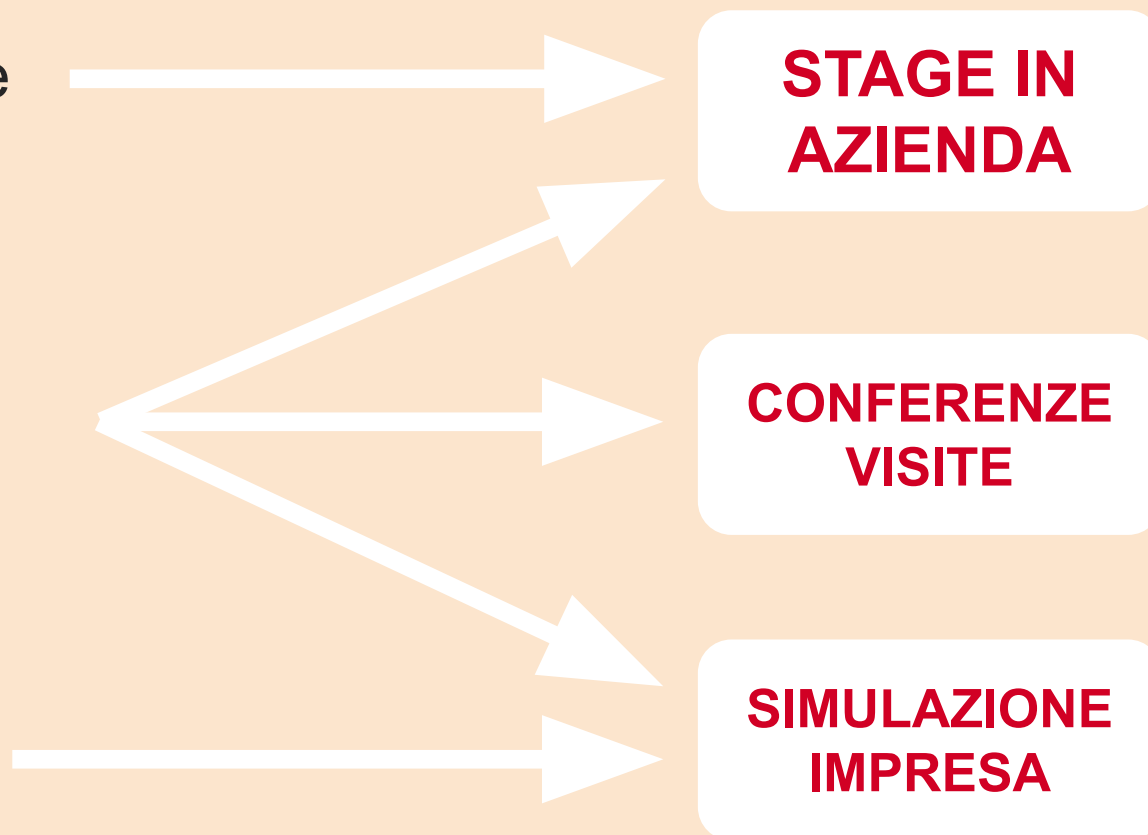 e
STAGE IN
AZIENDA
CONFERENZE
VISITE
SIMULAZIONE
IMPRESA